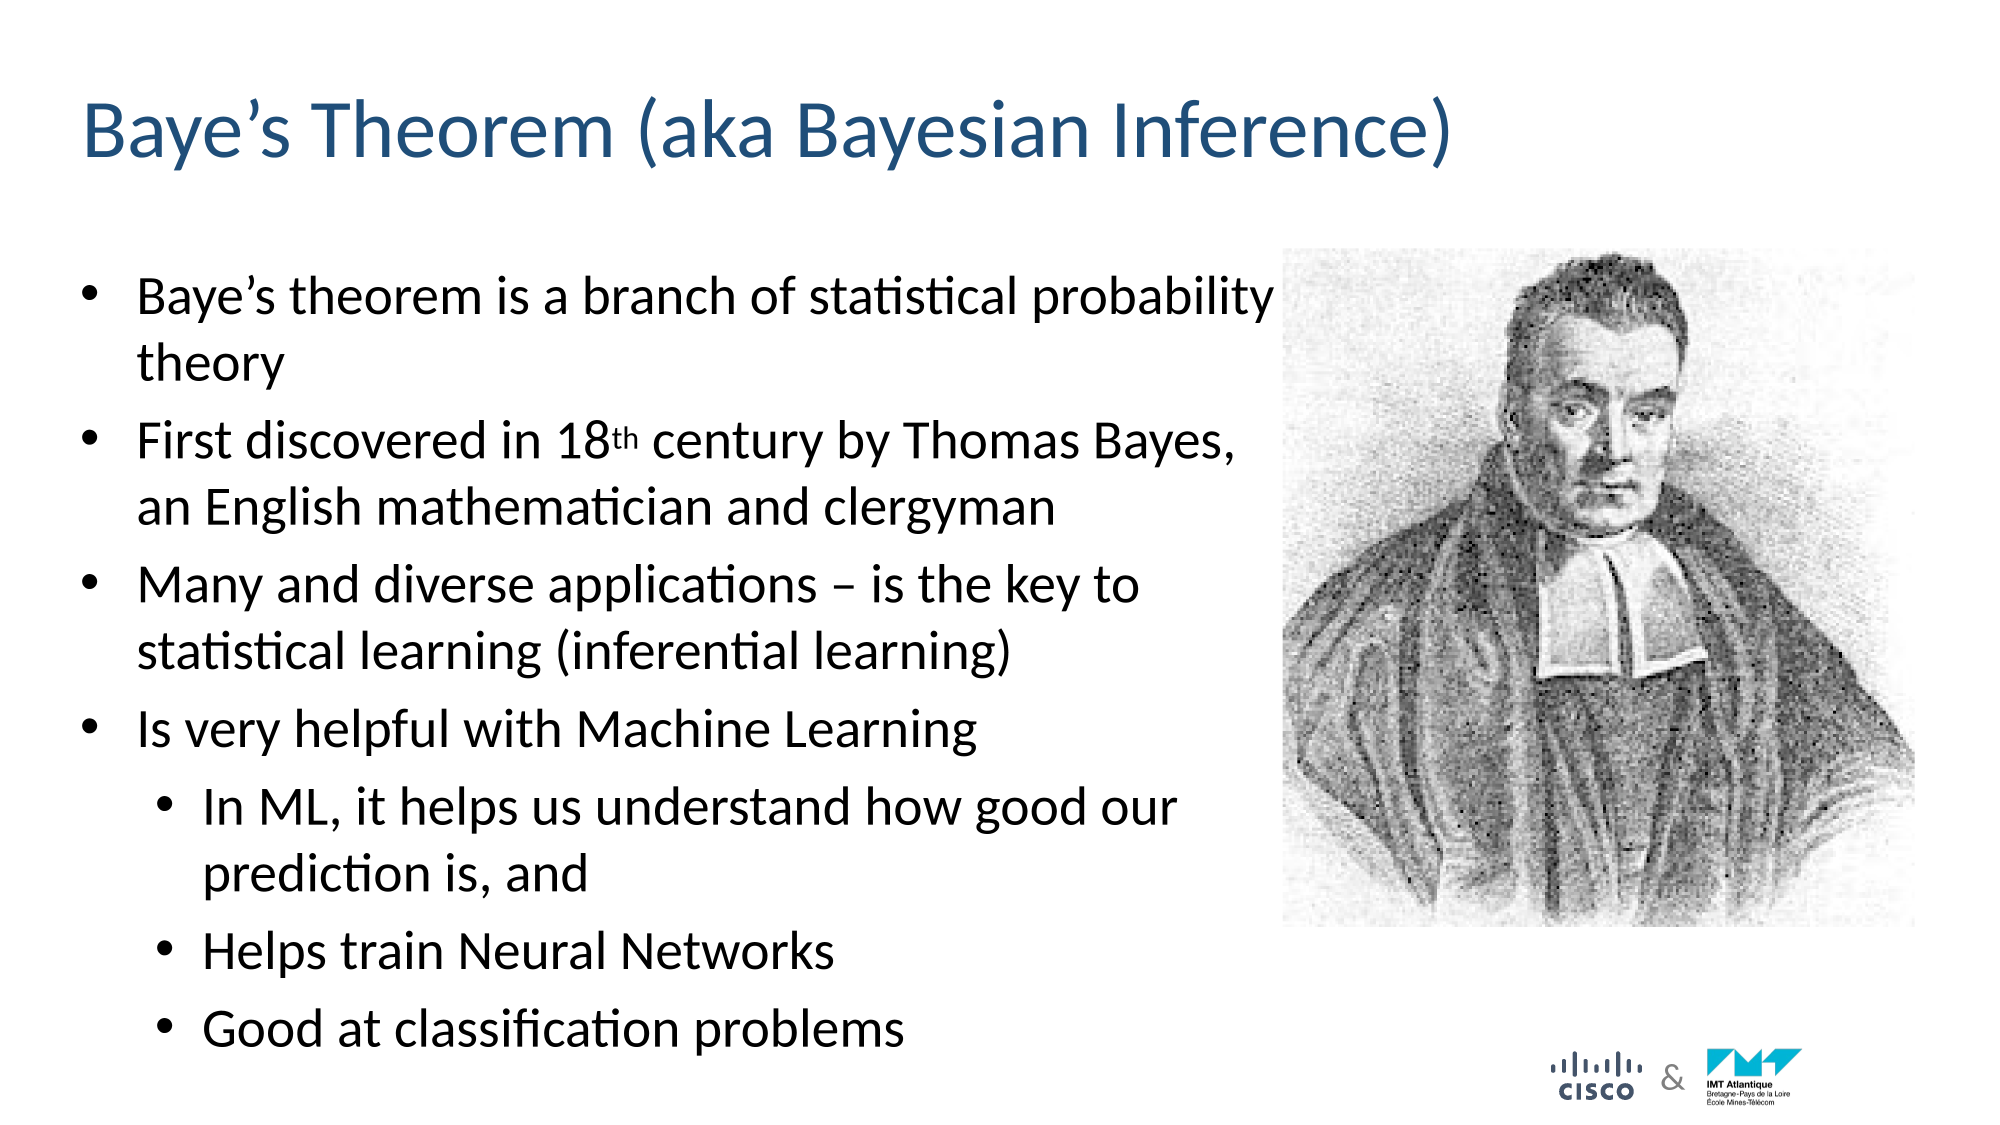 Baye’s Theorem (aka Bayesian Inference)
• Baye’s theorem is a branch of statistical probability
theory
• First discovered in 18th century by Thomas Bayes,
an English mathematician and clergyman
• Many and diverse applications – is the key to
statistical learning (inferential learning)
• Is very helpful with Machine Learning
• In ML, it helps us understand how good our
prediction is, and
• Helps train Neural Networks
• Good at classification problems
CISCO & IMT Atlantique
Bretagne-Pays de la Loire
École Mines-Télécom